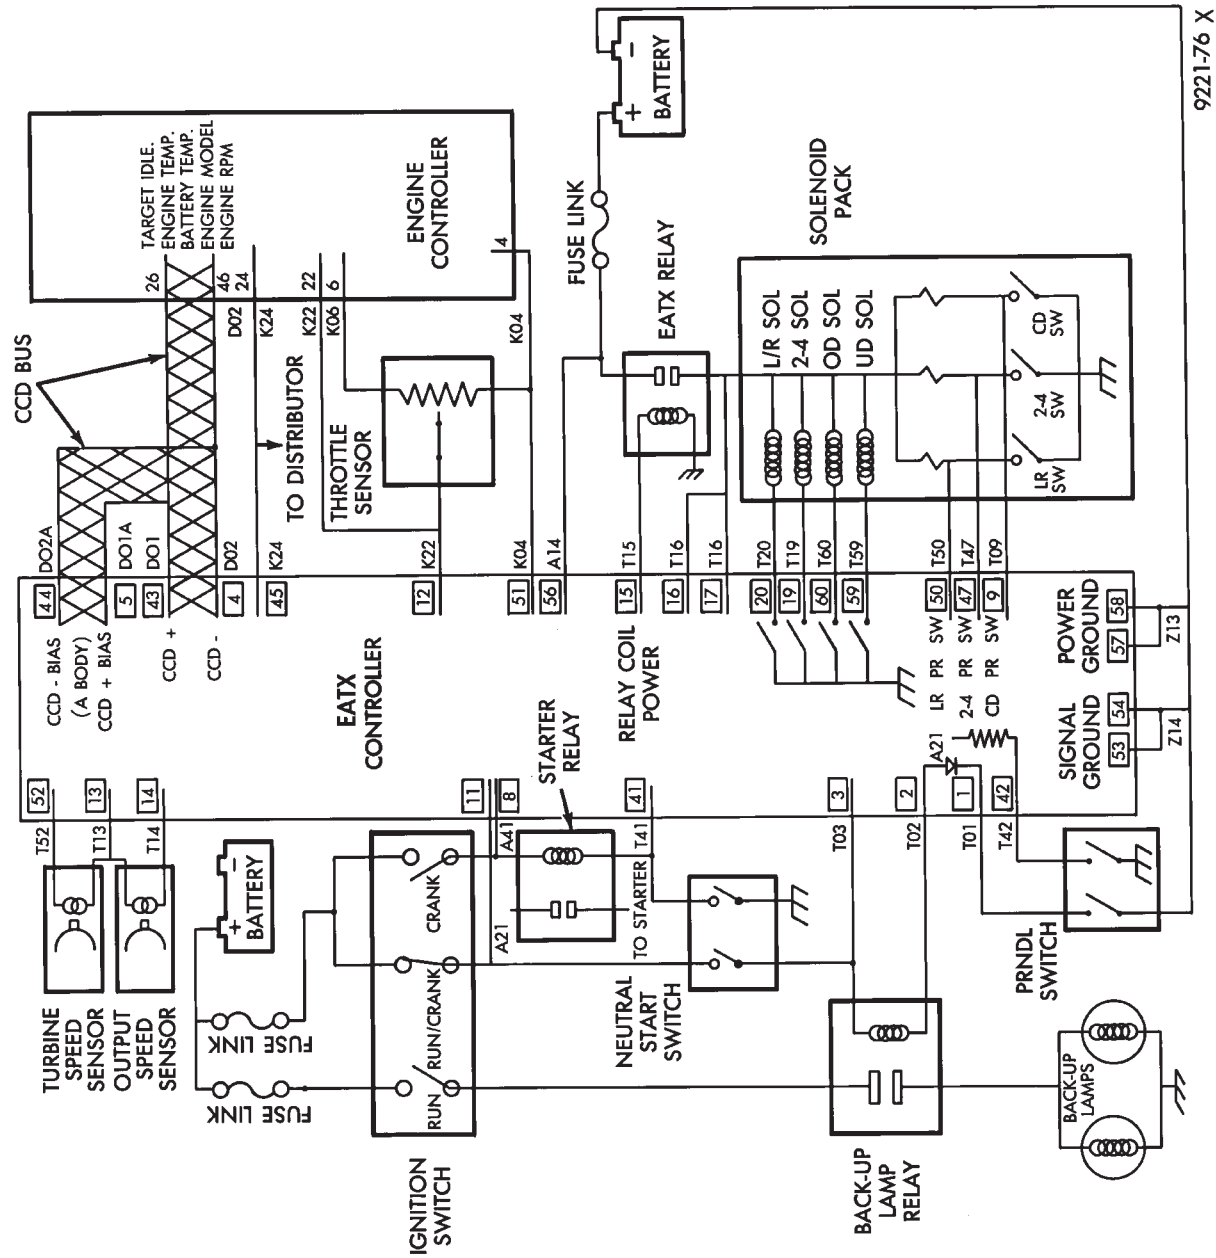 9221-76 X
BATTERY
+
-
FUSE LINK
CCD BUS
TARGET IDLE.
ENGINE TEMP.
BATTERY TEMP.
ENGINE MODEL
ENGINE RPM
26
46
24
22
6
4
ENGINE
CONTROLLER
D02
K24
K22
K06
K04
TO DISTRIBUTOR
THROTTLE
SENSOR
EATX RELAY
SOLENOID
PACK
L/R SOL
2-4 SOL
OD SOL
UD SOL
LR
SW
2-4
SW
CD
SW
DO2A
DO1A
DO1
D02
K24
K22
K04
A14
T15
T16
T16
T20
T19
T60
T59
T50
T47
T09
44
5
43
4
45
12
51
56
15
16
17
20
19
60
59
50
47
9
CCD - BIAS
(A BODY)
CCD + BIAS
CCD +
CCD -
EATX
CONTROLLER
RELAY COIL
POWER
LR PR SW
2-4 PR SW
CD PR SW
POWER
GROUND
57
58
Z13
SIGNAL
GROUND
53
54
Z14
A21
52
13
14
11
8
41
3
2
1
42
STARTER
RELAY
T52
T13
T14
A41
T41
T03
T02
T01
T42
A21
TO STARTER
TURBINE
SPEED
SENSOR
OUTPUT
SPEED
SENSOR
BATTERY
+
-
FUSE LINK
FUSE LINK
RUN
RUN/CRANK
CRANK
IGNITION
SWITCH
NEUTRAL
START
SWITCH
BACK-UP
LAMP
RELAY
PRNDL
SWITCH
BACK-UP
LAMPS